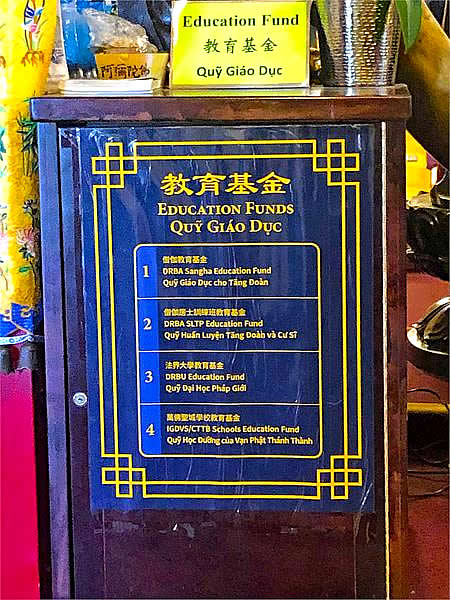 Education Fund
教育基金
Quỹ Giáo Dục
阿彌陀佛
教育基金
EDUCATION FUNDS
QUỸ GIÁO DỤC
1
僧伽教育基金
DRBA Sangha Education Fund
Quỹ Giáo Dục cho Tăng Đoàn
2
僧伽居士訓練班教育基金
DRBA SLTP Education Fund
Quỹ Huấn Luyện Tăng Đoàn và Cư Sĩ
3
法界大學教育基金
DRBU Education Fund
Quỹ Đại Học Pháp Giới
4
萬佛聖城學校教育基金
IGDVS/CTTB Schools Education Fund
Quỹ Học Đường của Vạn Phật Thánh Thành